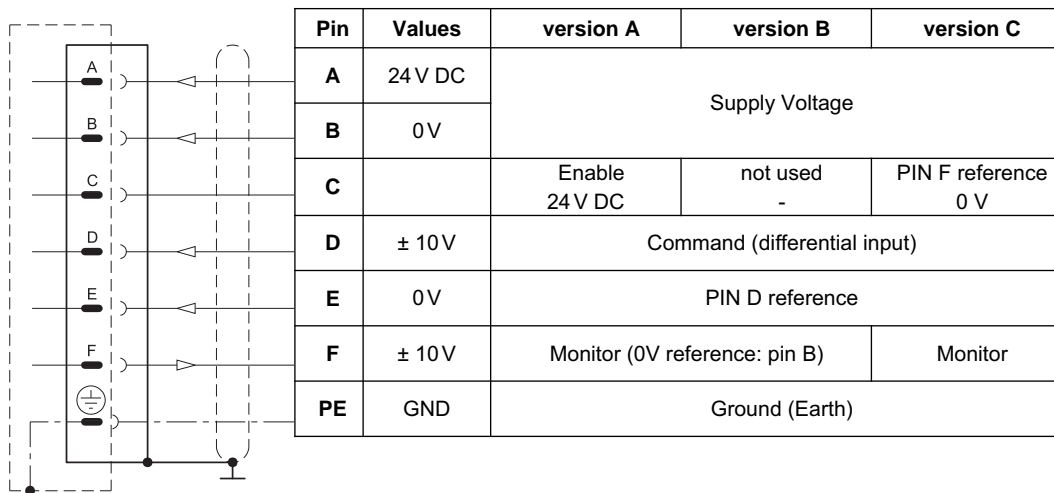 A
B
C
D
E
F
Pin Values version A version B version C
A 24 V DC Supply Voltage
B 0 V
C Enable 24 V DC not used - PIN F reference 0 V
D ± 10 V Command (differential input)
E 0 V PIN D reference
F ± 10 V Monitor (0V reference: pin B) Monitor
PE GND Ground (Earth)